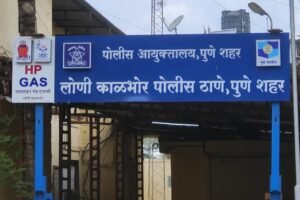 पोलीस आयुक्तालय, पुणे शहर
लोणी काळभोर पोलीस ठाणे, पुणे शहर
HP
GAS